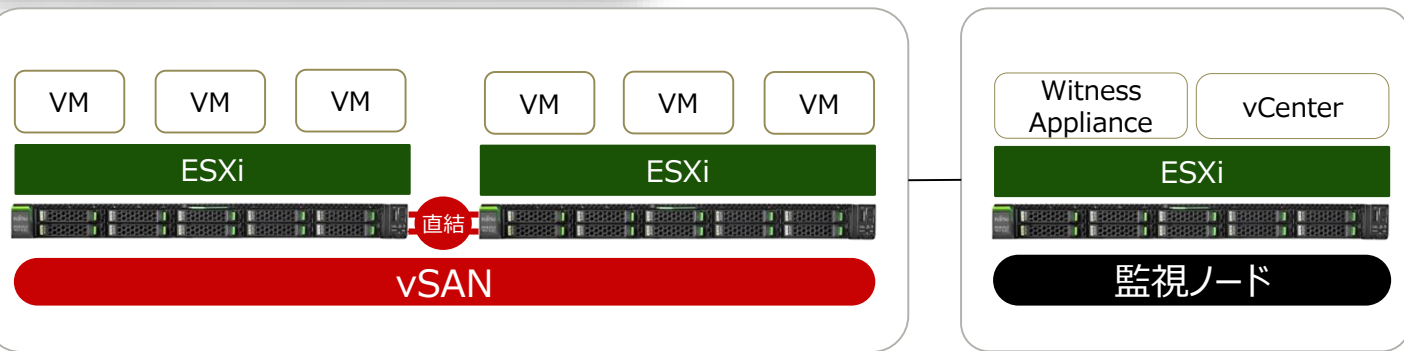 VM
VM
VM
VM
VM
VM
Witness
Appliance
vCenter
ESXi
ESXi
ESXi
直結
vSAN
監視ノード